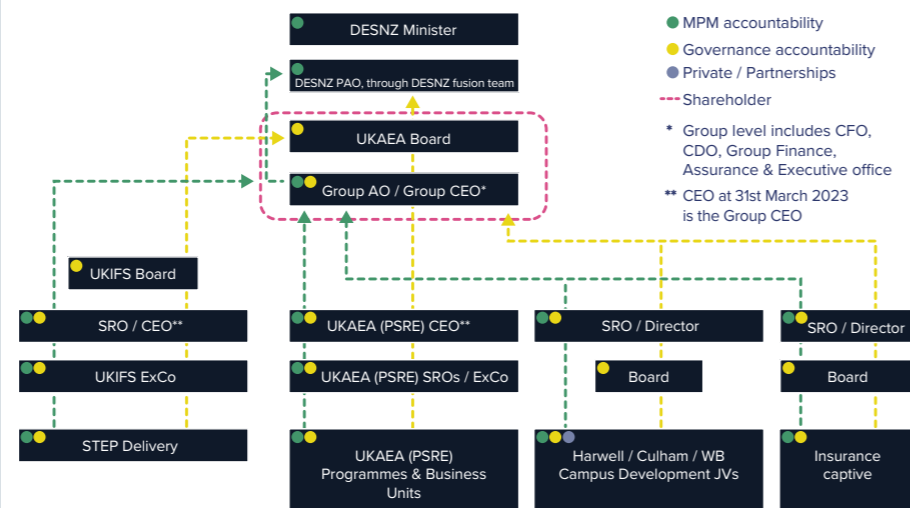 DESNZ Minister
DESNZ PAO, through DESNZ fusion team
UKAEA Board
Group AO / Group CEO*
MPM accountability
Governance accountability
Private / Partnerships
Shareholder
* Group level includes CFO,
CDO, Group Finance,
Assurance & Executive office
** CEO at 31st March 2023
is the Group CEO
UKIFS Board
SRO / CEO**
UKAEA (PSRE) CEO**
SRO / Director
SRO / Director
UKIFS ExCo
UKAEA (PSRE) SROs / ExCo
Board
Board
STEP Delivery
UKAEA (PSRE)
Programmes & Business
Units
Harwell / Culham / WB
Campus Development JVs
Insurance
captive